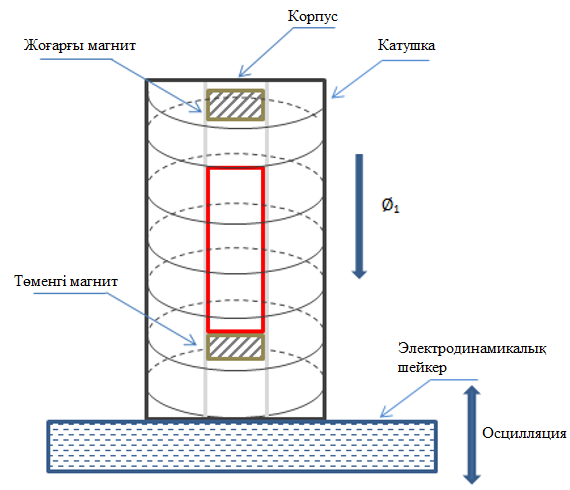 Корпус
Жоғарғы магнит
Катушка
Ø₁
Төменгі магнит
Электродинамикалық
шейкер
Осцилляция